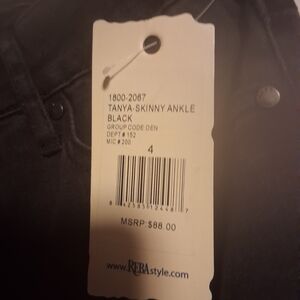 1800-2067
TANYA-SKINNY ANKLE
BLACK
GROUP CODE:DEN
DEPT # 152
MIC # 200
4
MSRP:$88.00
www.REBAstyle.com